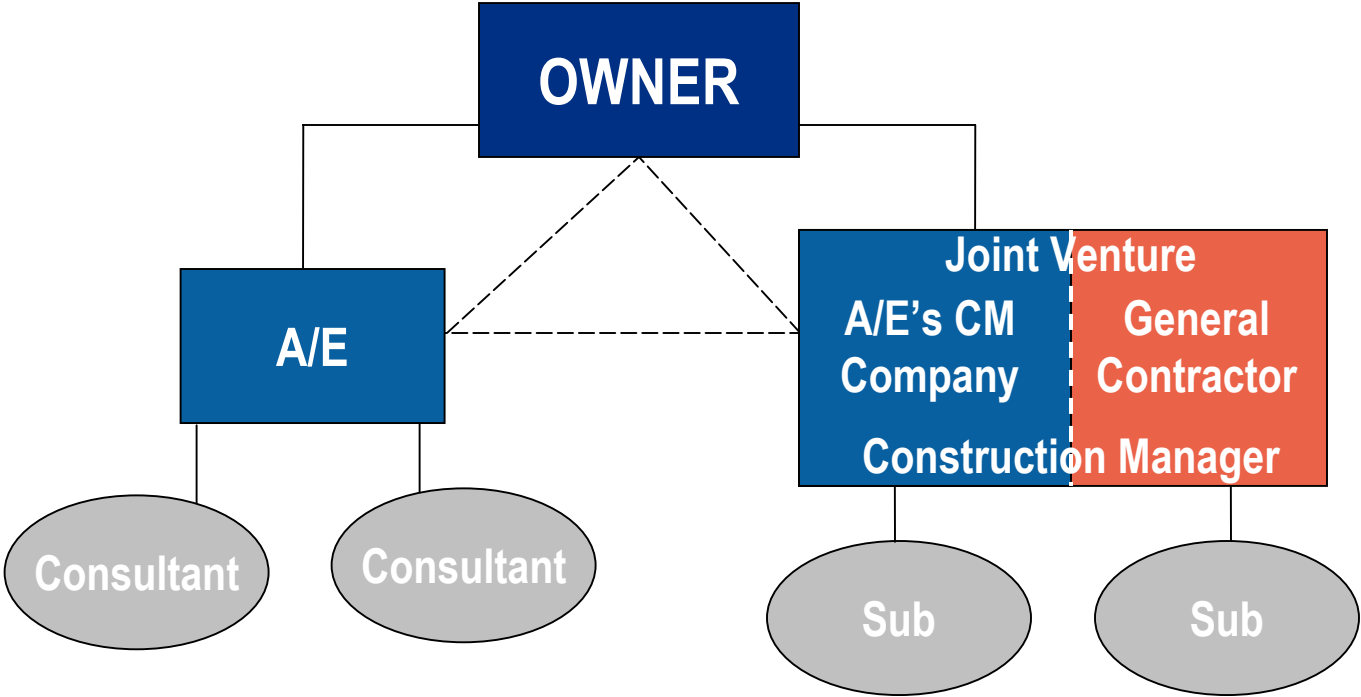 OWNER
A/E
Joint Venture
A/E’s CM
Company
General
Contractor
Construction Manager
Consultant
Consultant
Sub
Sub